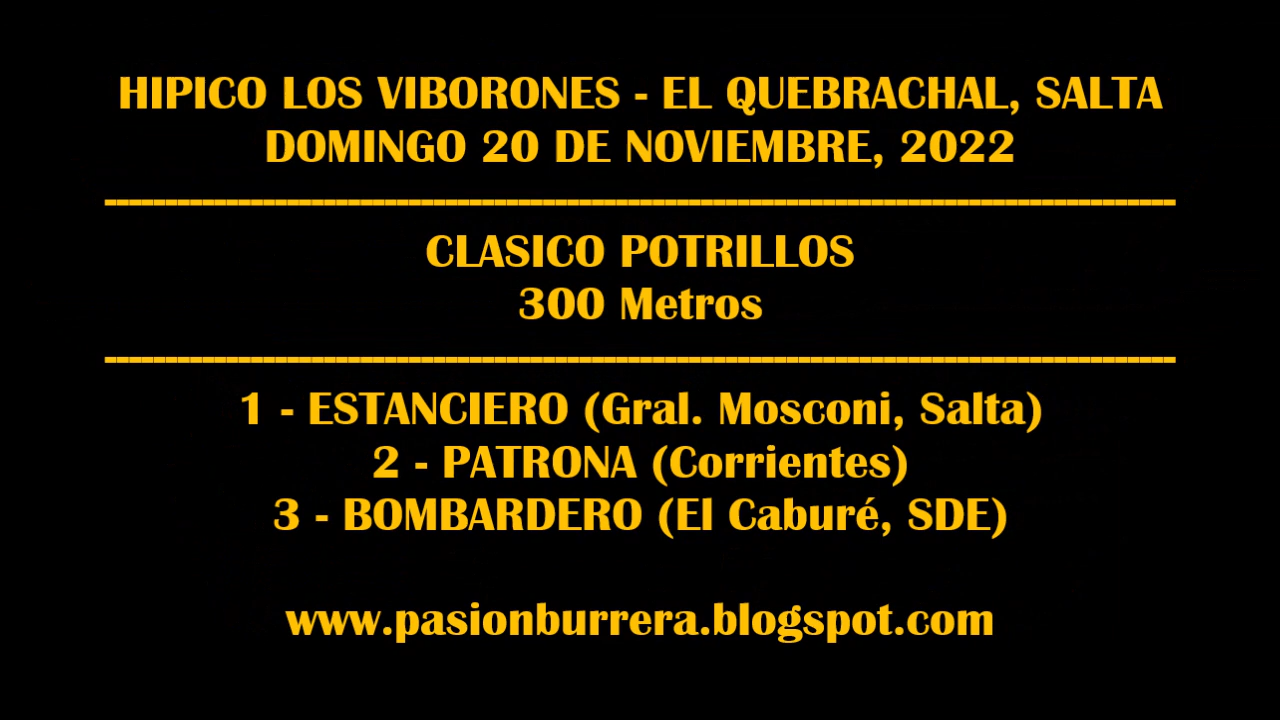 HIPICO LOS VIBORONES - EL QUEBRACHAL, SALTA
DOMINGO 20 DE NOVIEMBRE, 2022
CLASICO POTRILLOS
300 Metros
1 - ESTANCIERO (Gral. Mosconi, Salta)
2 - PATRONA (Corrientes)
3 - BOMBARDERO (El Caburé, SDE)
www.pasionburrera.blogspot.com